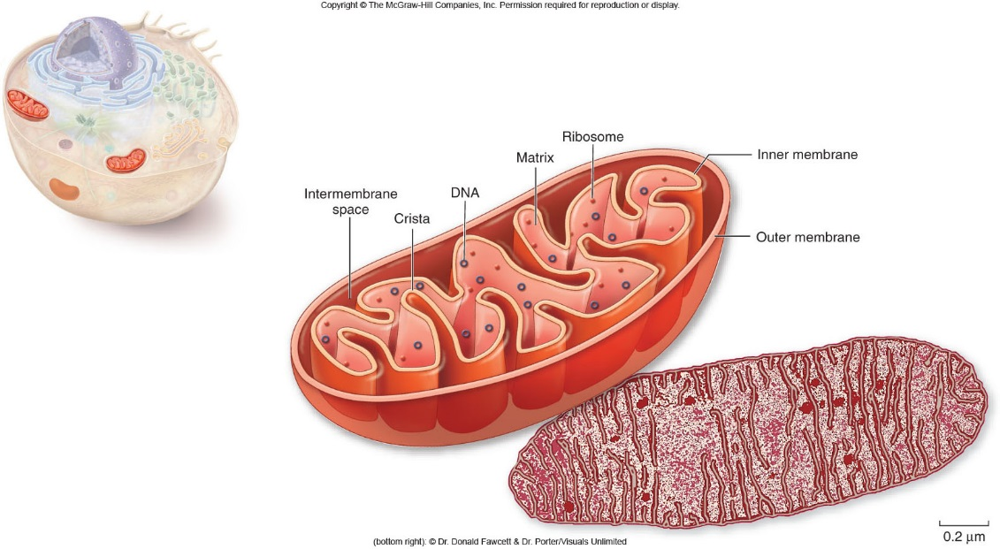 Copyright © The McGraw-Hill Companies, Inc. Permission required for reproduction or display.
Ribosome
Matrix
Inner membrane
Intermembrane
space
DNA
Crista
Outer membrane
0.2 µm
(bottom right): © Dr. Donald Fawcett & Dr. Porter/Visuals Unlimited